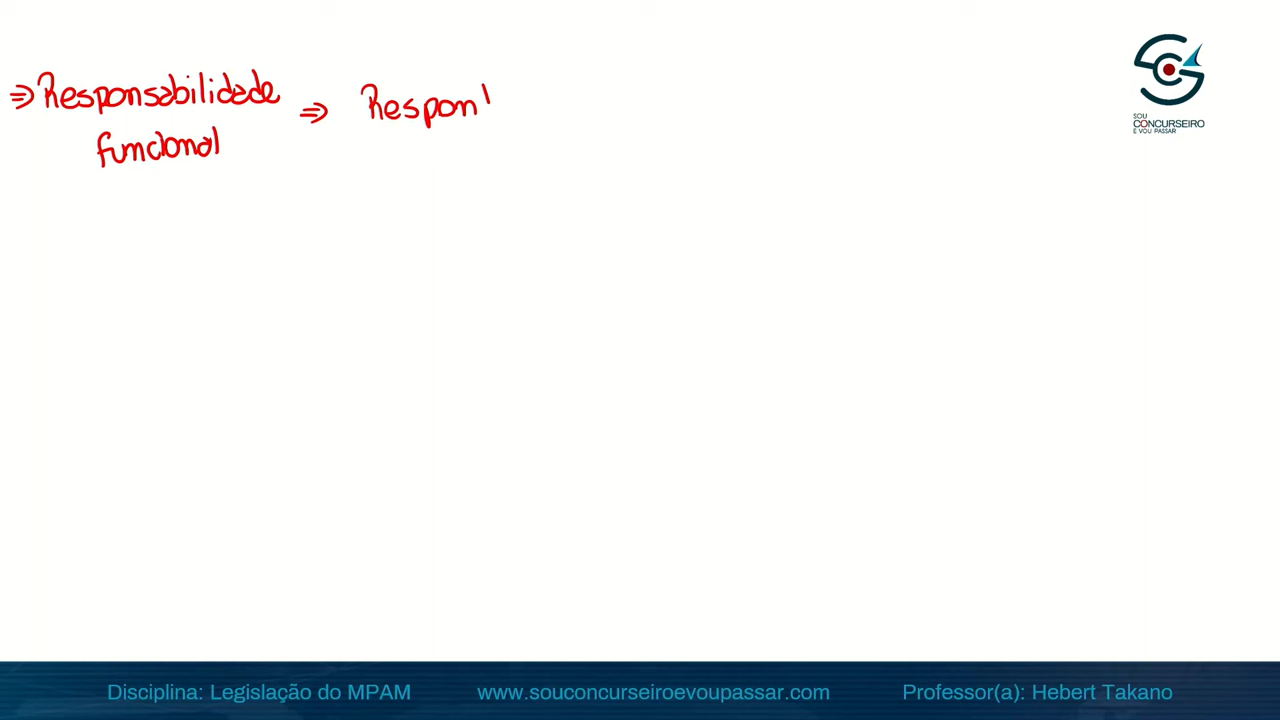 ⇒ Responsabilidade ⇒ Respon
funcional
SOU
CONCURSEIRO
E VOU PASSAR
Disciplina: Legislação do MPAM www.souconcurseiroevoupassar.com Professor(a): Hebert Takano